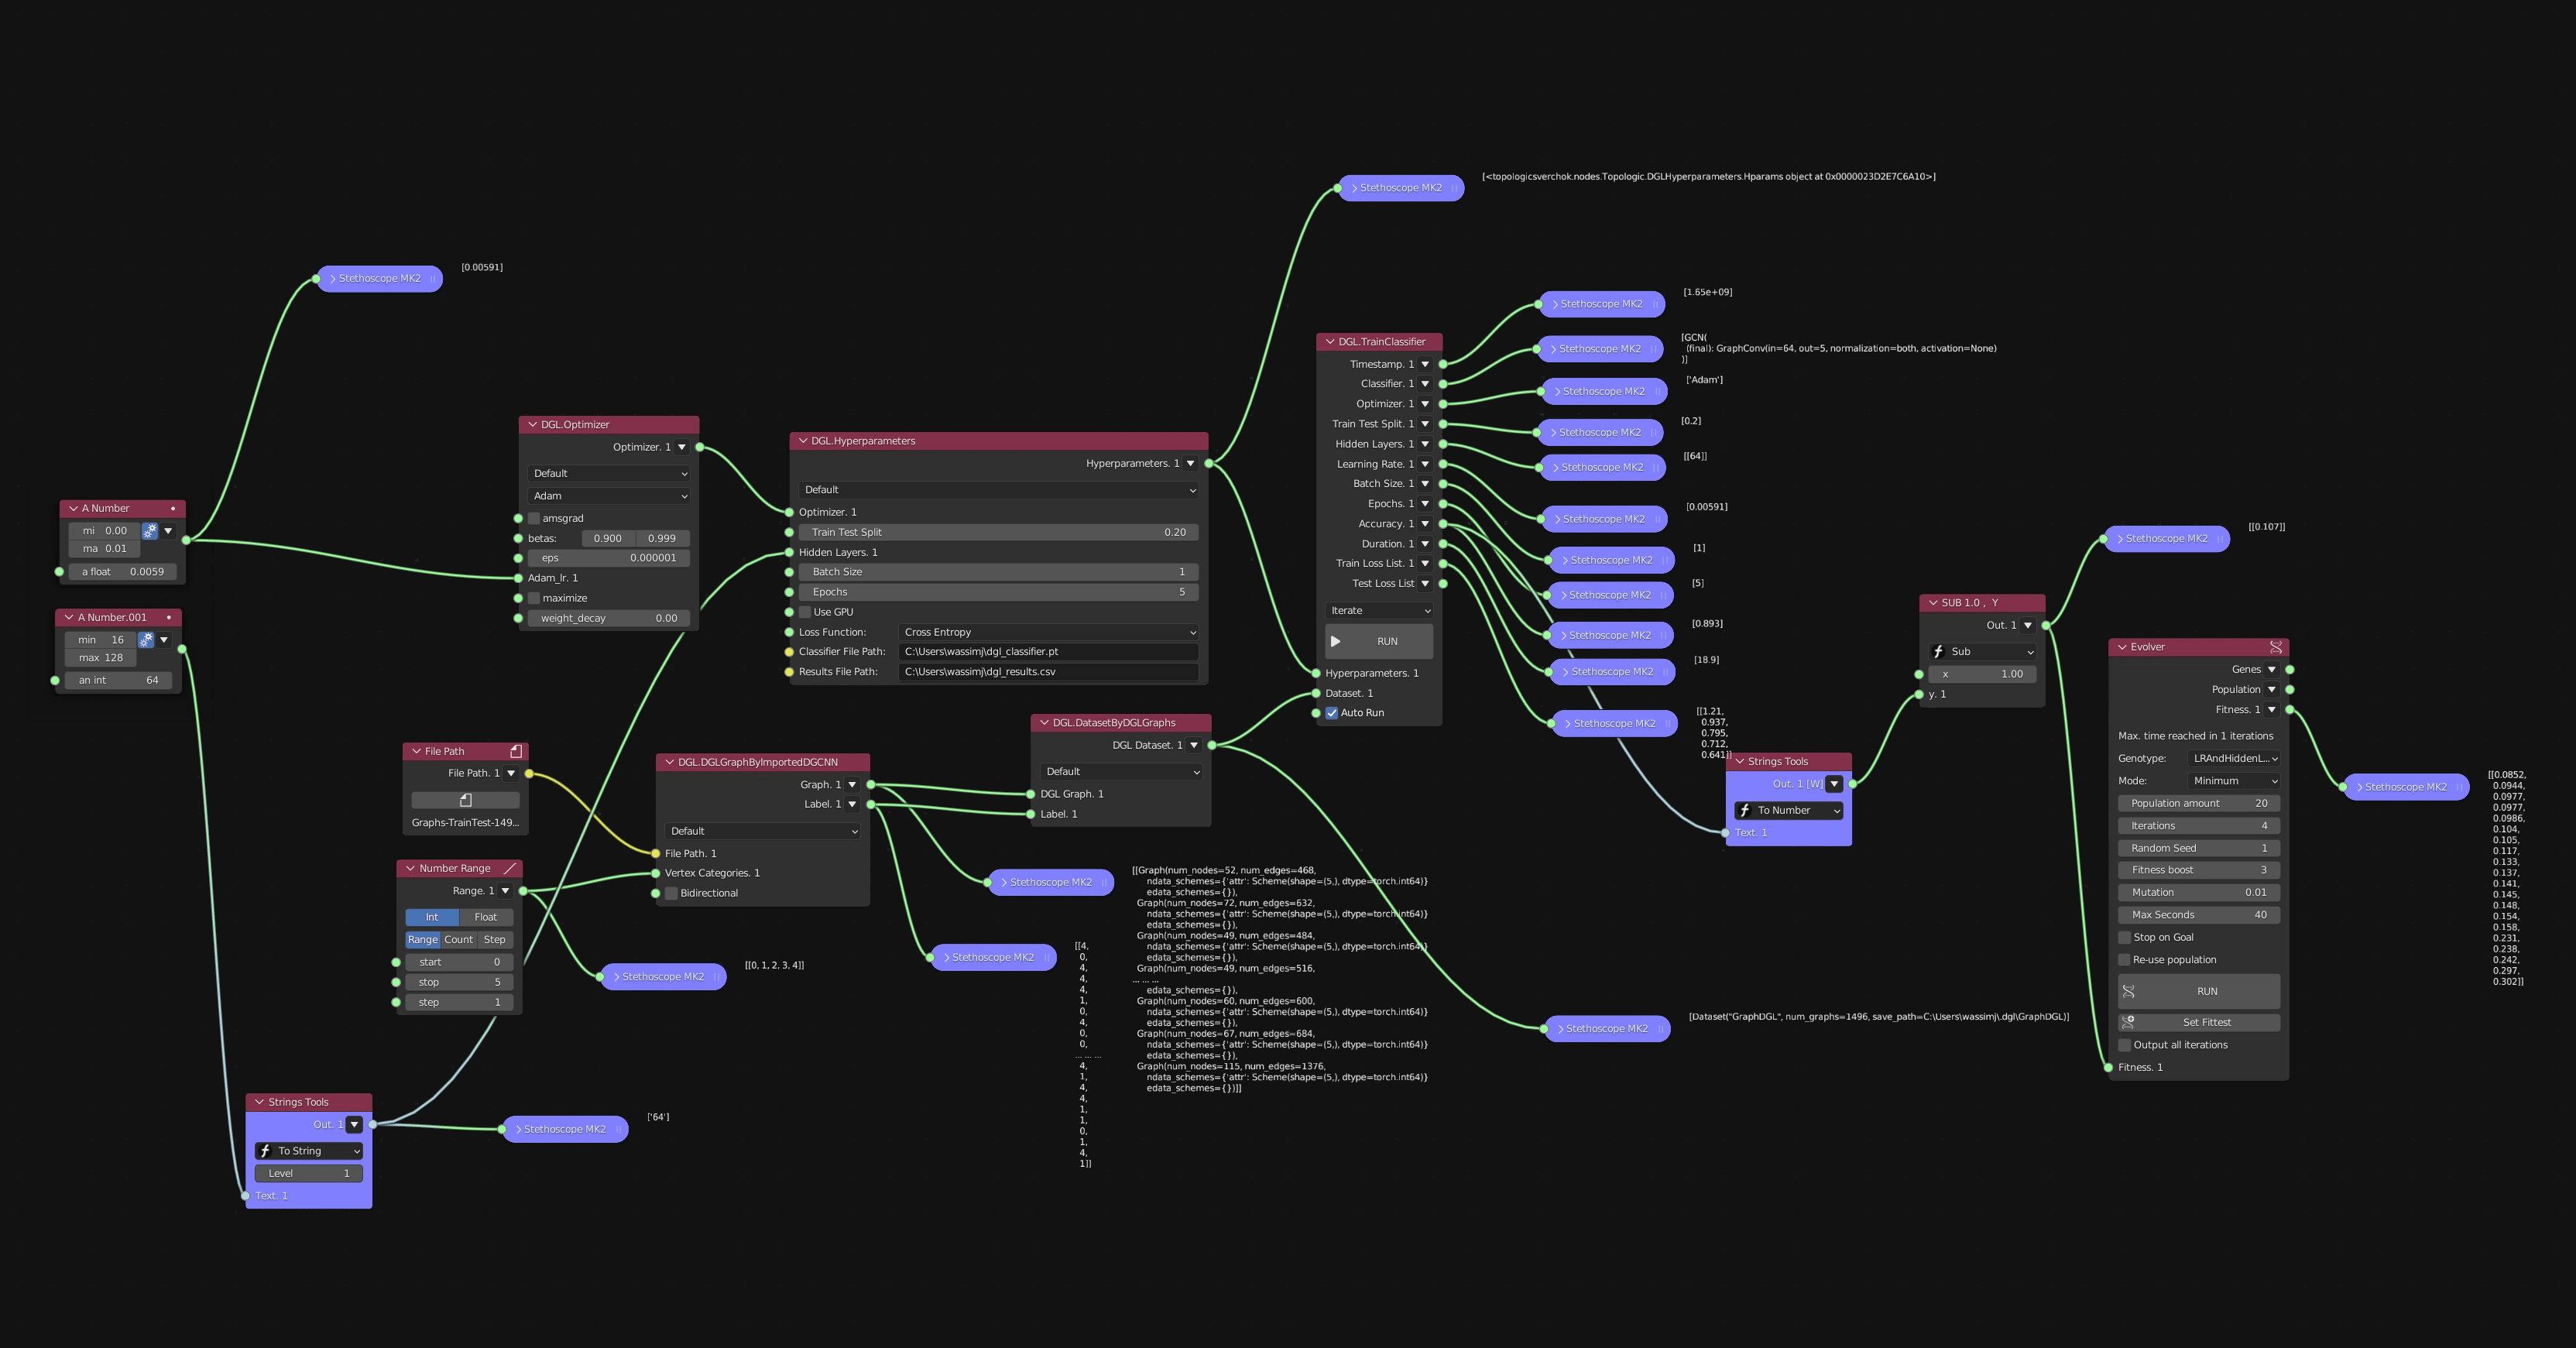 Stethoscope MK2
[<topologicsverchok.nodes.Topologic.DGLHyperparameters.Hparams object at 0x0000023D2E7C6A10>]
Stethoscope MK2
[0.00591]
A Number
mi 0.00
ma 0.01
a float 0.0059
A Number.001
min 16
max 128
an int 64
DGL.Optimizer
Optimizer. 1
Default
Adam
amsgrad
betas: 0.900 0.999
eps 0.000001
Adam_lr. 1
maximize
weight_decay 0.00
DGL.Hyperparameters
Hyperparameters. 1
Default
Optimizer. 1
Train Test Split 0.20
Hidden Layers. 1
Batch Size 1
Epochs 5
Use GPU
Loss Function: Cross Entropy
Classifier File Path: C:\Users\wassimj\dgl_classifier.pt
Results File Path: C:\Users\wassimj\dgl_results.csv
File Path
File Path. 1
Graphs-TrainTest-149...
Number Range
Range. 1
Int Float
Range Count Step
start 0
stop 5
step 1
Stethoscope MK2
[[0, 1, 2, 3, 4]]
Strings Tools
Out. 1
To String
Level 1
Text. 1
Stethoscope MK2
['64']
DGL.DGLGraphByImportedDGCNN
Graph. 1
Label. 1
Default
File Path. 1
Vertex Categories. 1
Bidirectional
DGL.DatasetByDGLGraphs
DGL Dataset. 1
Default
DGL Graph. 1
Label. 1
Stethoscope MK2
[[Graph(num_nodes=52, num_edges=468,
ndata_schemes={'attr': Scheme(shape=(5,), dtype=torch.int64)}
edata_schemes={}),
Graph(num_nodes=72, num_edges=632,
ndata_schemes={'attr': Scheme(shape=(5,), dtype=torch.int64)}
edata_schemes={}),
Graph(num_nodes=49, num_edges=484,
ndata_schemes={'attr': Scheme(shape=(5,), dtype=torch.int64)}
edata_schemes={}),
Graph(num_nodes=49, num_edges=516,
... ... ...
edata_schemes={}),
Graph(num_nodes=60, num_edges=600,
ndata_schemes={'attr': Scheme(shape=(5,), dtype=torch.int64)}
edata_schemes={}),
Graph(num_nodes=67, num_edges=684,
ndata_schemes={'attr': Scheme(shape=(5,), dtype=torch.int64)}
edata_schemes={}),
Graph(num_nodes=115, num_edges=1376,
ndata_schemes={'attr': Scheme(shape=(5,), dtype=torch.int64)}
edata_schemes={})]]
Stethoscope MK2
[[4,
0,
4,
4,
4,
1,
0,
4,
0,
0,
... ... ...
4,
1,
4,
4,
1,
1,
0,
1,
4,
1]]
DGL.TrainClassifier
Timestamp. 1
Classifier. 1
Optimizer. 1
Train Test Split. 1
Hidden Layers. 1
Learning Rate. 1
Batch Size. 1
Epochs. 1
Accuracy. 1
Duration. 1
Train Loss List. 1
Test Loss List
Iterate
RUN
Hyperparameters. 1
Dataset. 1
Auto Run
Stethoscope MK2
[1.65e+09]
Stethoscope MK2
[GCN(
(final): GraphConv(in=64, out=5, normalization=both, activation=None)
)]
Stethoscope MK2
['Adam']
Stethoscope MK2
[0.2]
Stethoscope MK2
[[64]]
Stethoscope MK2
[0.00591]
Stethoscope MK2
[1]
Stethoscope MK2
[5]
Stethoscope MK2
[0.893]
Stethoscope MK2
[18.9]
Stethoscope MK2
[[1.21,
0.937,
0.795,
0.712,
0.641]]
Strings Tools
Out. 1 [W]
To Number
Text. 1
Stethoscope MK2
[Dataset("GraphDGL", num_graphs=1496, save_path=C:\Users\wassimj\.dgl\GraphDGL)]
SUB 1.0 , Y
Out. 1
Sub
x 1.00
y. 1
Stethoscope MK2
[[0.107]]
Evolver
Genes
Population
Fitness. 1
Max. time reached in 1 iterations
Genotype: LRAndHiddenL...
Mode: Minimum
Population amount 20
Iterations 4
Random Seed 1
Fitness boost 3
Mutation 0.01
Max Seconds 40
Stop on Goal
Re-use population
RUN
Set Fittest
Output all iterations
Fitness. 1
Stethoscope MK2
[[0.0852,
0.0944,
0.0977,
0.0977,
0.0986,
0.104,
0.105,
0.117,
0.133,
0.137,
0.141,
0.145,
0.148,
0.154,
0.158,
0.231,
0.238,
0.242,
0.297,
0.302]]